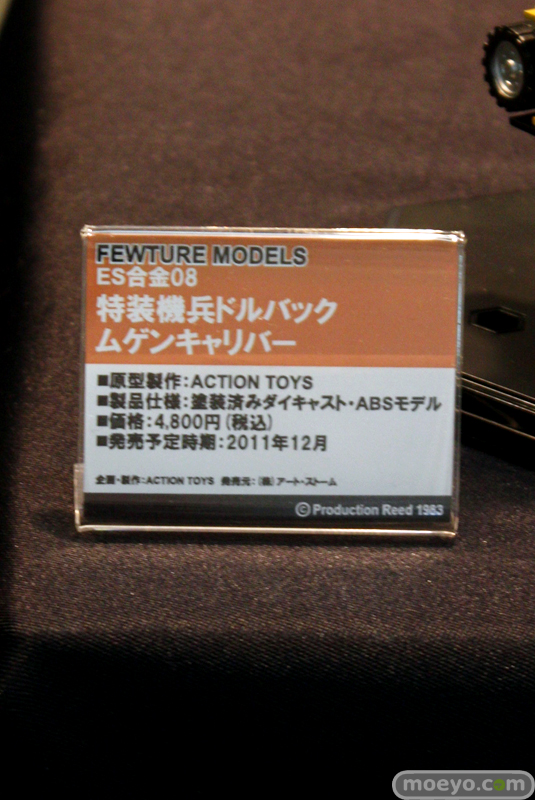 FEWTURE MODELS
ES合金08
特装機兵ドルバック
ムゲンキャリバー
■原型製作:ACTION TOYS
■製品仕様:塗装済みダイキャスト・ABSモデル
■価格:4,800円(税込)
■発売予定時期:2011年12月
企画・製作:ACTION TOYS 発売元:(株)アート・ストーム
©Production Reed 1983
moeyo.com